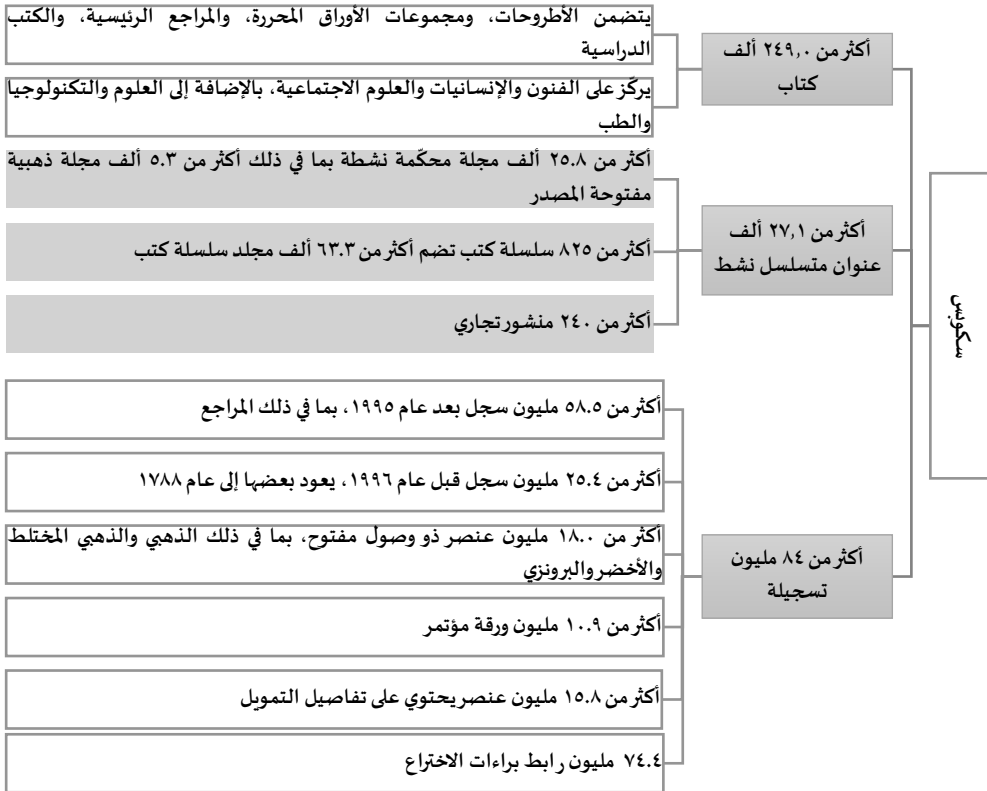 سكوبس
أكثر من ٢٤٩,٠ ألف
كتاب
يتضمن الأطروحات، ومجموعات الأوراق المحررة، والمراجع الرئيسية، والكتب
الدراسية
يركّز على الفنون والإنسانيات والعلوم الاجتماعية، بالإضافة إلى العلوم والتكنولوجيا
والطب
أكثر من ٢٧,١ ألف
عنوان متسلسل نشط
أكثر من ٢٥.٨ ألف مجلة محكّمة نشطة بما في ذلك أكثر من ٥.٣ ألف مجلة ذهبية
مفتوحة المصدر
أكثر من ٨٢٥ سلسلة كتب تضم أكثر من ٦٣.٣ ألف مجلد سلسلة كتب
أكثر من ٢٤٠ منشور تجاري
أكثر من ٨٤ مليون
تسجيلة
أكثر من ٥٨.٥ مليون سجل بعد عام ١٩٩٥، بما في ذلك المراجع
أكثر من ٢٥.٤ مليون سجل قبل عام ١٩٩٦، يعود بعضها إلى عام ١٧٨٨
أكثر من ١٨.٠ مليون عنصر ذو وصول مفتوح، بما في ذلك الذهبي والذهبي المختلط
والأخضر والبرونزي
أكثر من ١٠.٩ مليون ورقة مؤتمر
أكثر من ١٥.٨ مليون عنصر يحتوي على تفاصيل التمويل
٧٤.٤ مليون رابط براءات الاختراع